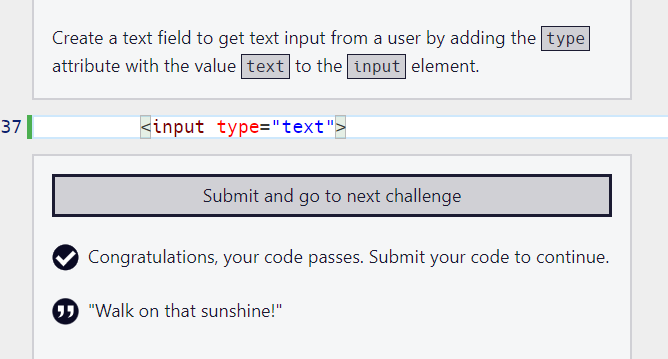 Create a text field to get text input from a user by adding the type
attribute with the value text to the input element.
37 <input type="text">
Submit and go to next challenge
Congratulations, your code passes. Submit your code to continue.
"Walk on that sunshine!"